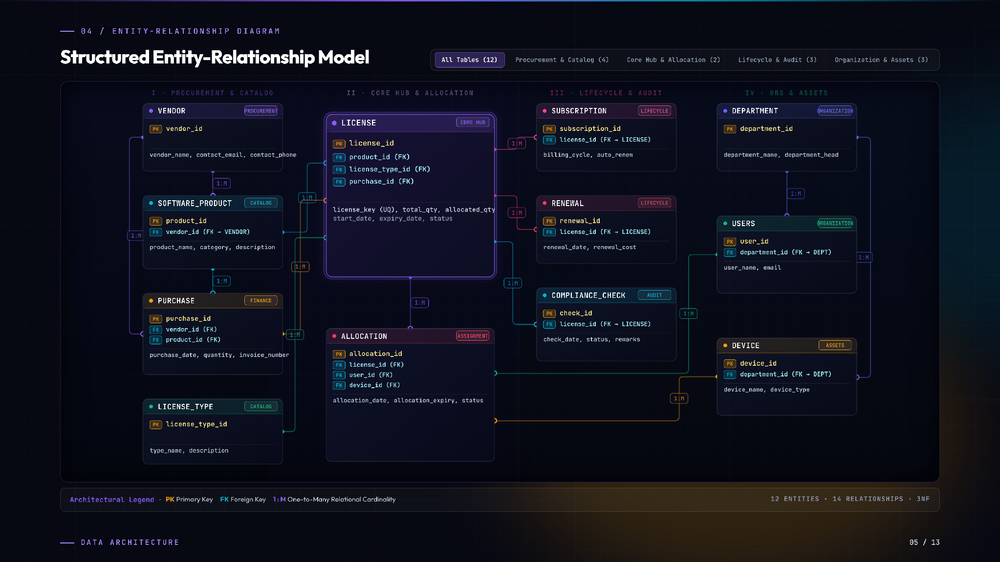 04 / ENTITY-RELATIONSHIP DIAGRAM
Structured Entity-Relationship Model
All Tables (12)
Procurement & Catalog (4)
Core Hub & Allocation (2)
Lifecycle & Audit (3)
Organization & Assets (3)
I · PROCUREMENT & CATALOG
II · CORE HUB & ALLOCATION
III · LIFECYCLE & AUDIT
IV · ORG & ASSETS
VENDOR
PROCUREMENT
PK vendor_id
vendor_name, contact_email, contact_phone
1:M
SOFTWARE_PRODUCT
CATALOG
PK product_id
FK vendor_id (FK → VENDOR)
product_name, category, description
1:M
1:M
PURCHASE
FINANCE
PK purchase_id
FK vendor_id (FK)
FK product_id (FK)
purchase_date, quantity, invoice_number
LICENSE_TYPE
CATALOG
PK license_type_id
type_name, description
1:M
1:M
1:M
LICENSE
CORE HUB
PK license_id
FK product_id (FK)
FK license_type_id (FK)
FK purchase_id (FK)
license_key (UQ), total_qty, allocated_qty
start_date, expiry_date, status
1:M
ALLOCATION
ASSIGNMENT
PK allocation_id
FK license_id (FK)
FK user_id (FK)
FK device_id (FK)
allocation_date, allocation_expiry, status
1:M
1:M
1:M
SUBSCRIPTION
LIFECYCLE
PK subscription_id
FK license_id (FK → LICENSE)
billing_cycle, auto_renew
RENEWAL
LIFECYCLE
PK renewal_id
FK license_id (FK → LICENSE)
renewal_date, renewal_cost
COMPLIANCE_CHECK
AUDIT
PK check_id
FK license_id (FK → LICENSE)
check_date, status, remarks
1:M
1:M
DEPARTMENT
ORGANIZATION
PK department_id
department_name, department_head
1:M
USERS
ORGANIZATION
PK user_id
FK department_id (FK → DEPT)
user_name, email
1:M
DEVICE
ASSETS
PK device_id
FK department_id (FK → DEPT)
device_name, device_type
Architectural Legend · PK Primary Key FK Foreign Key 1:M One-to-Many Relational Cardinality
12 ENTITIES · 14 RELATIONSHIPS · 3NF
DATA ARCHITECTURE
05 / 13